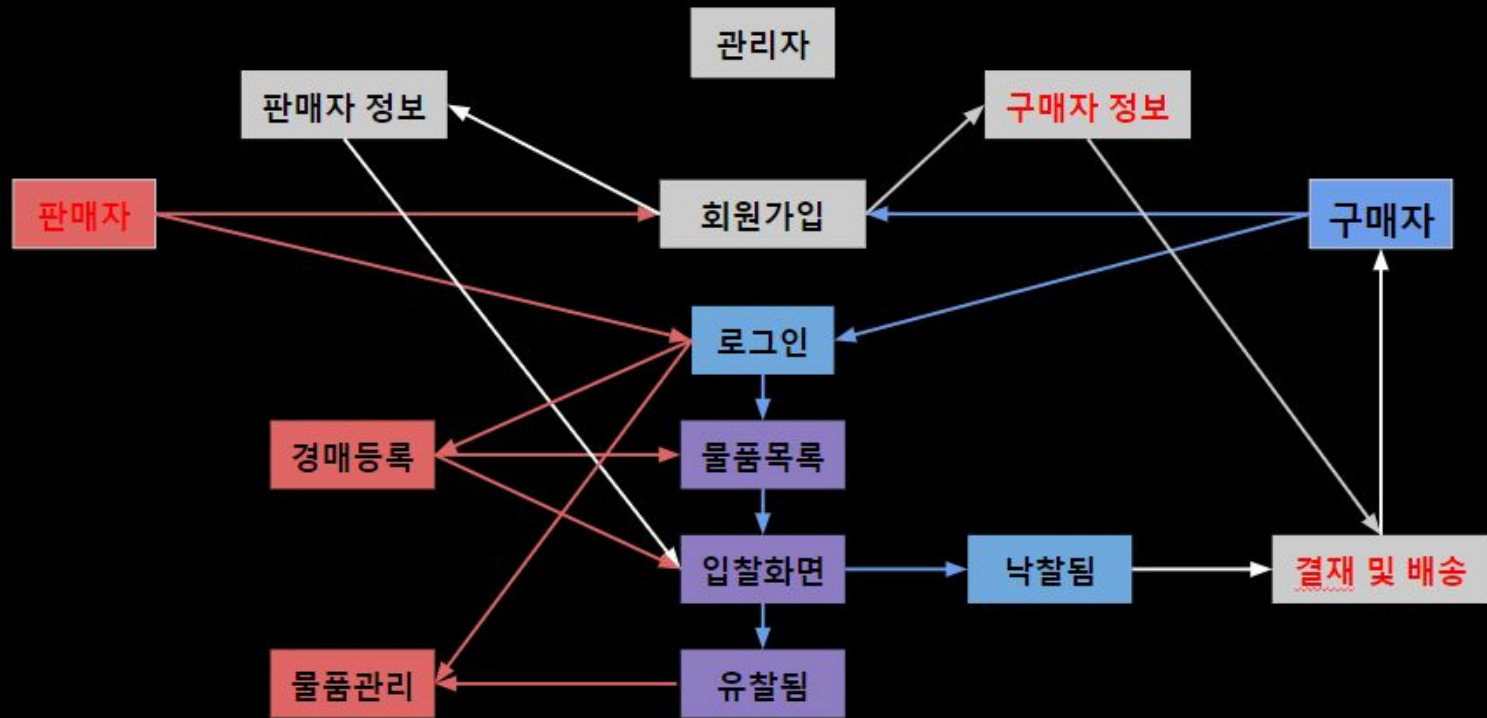 관리자
판매자 정보
구매자 정보
판매자
회원가입
구매자
로그인
경매등록
물품목록
입찰화면
낙찰됨
결재 및 배송
물품관리
유찰됨